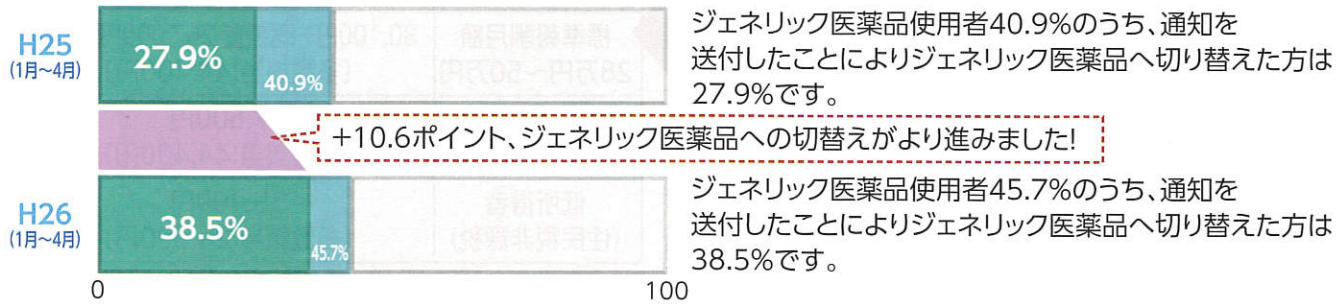 H25
(1月～4月)
27.9%
40.9%
ジェネリック医薬品使用者40.9%のうち、通知を
送付したことによりジェネリック医薬品へ切り替えた方は
27.9%です。
+10.6ポイント、ジェネリック医薬品への切替えがより進みました!
H26
(1月～4月)
38.5%
45.7%
ジェネリック医薬品使用者45.7%のうち、通知を
送付したことによりジェネリック医薬品へ切り替えた方は
38.5%です。
0
100